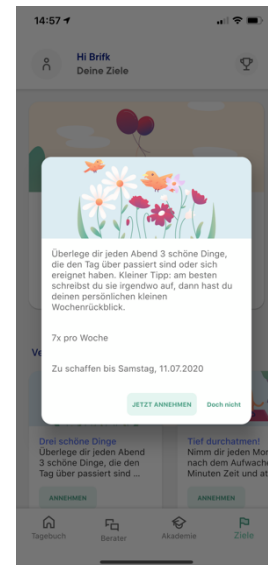 14:57
Hi Brifk
Deine Ziele
Überlege dir jeden Abend 3 schöne Dinge,
die den Tag über passiert sind oder sich
ereignet haben. Kleiner Tipp: am besten
schreibst du sie irgendwo auf, dann hast du
deinen persönlichen kleinen
Wochenrückblick.
7x pro Woche
Zu schaffen bis Samstag, 11.07.2020
JETZT ANNEHMEN Doch nicht
Ve
Drei schöne Dinge
Überlege dir jeden Abend
3 schöne Dinge, die den
Tag über passiert sind ...
ANNEHMEN
Tief durchatmen!
Nimm dir jeden Mor
nach dem Aufwache
Minuten Zeit und at
ANNEHMEN
Tagebuch Berater Akademie Ziele